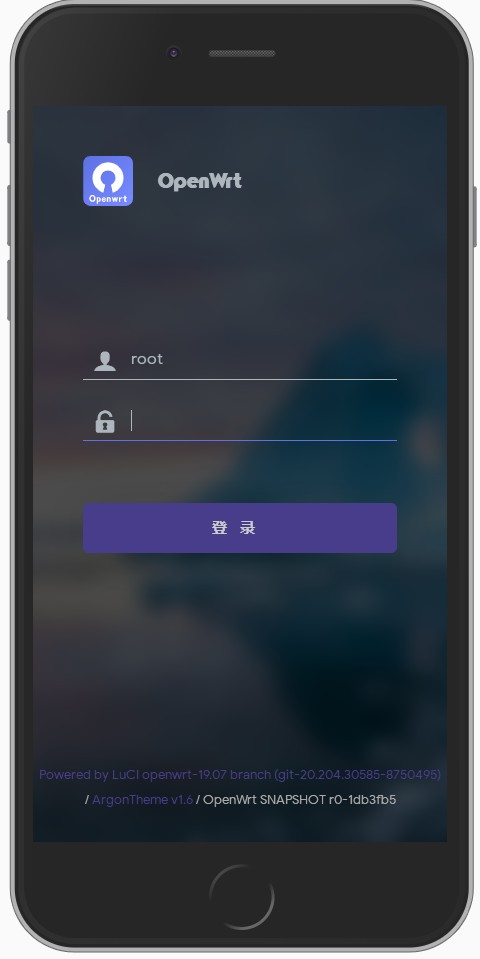 Openwrt
OpenWrt
root
登 录
Powered by LuCI openwrt-19.07 branch (git-20.204.30585-8750495)
/ ArgonTheme v1.6 / OpenWrt SNAPSHOT r0-1db3fb5